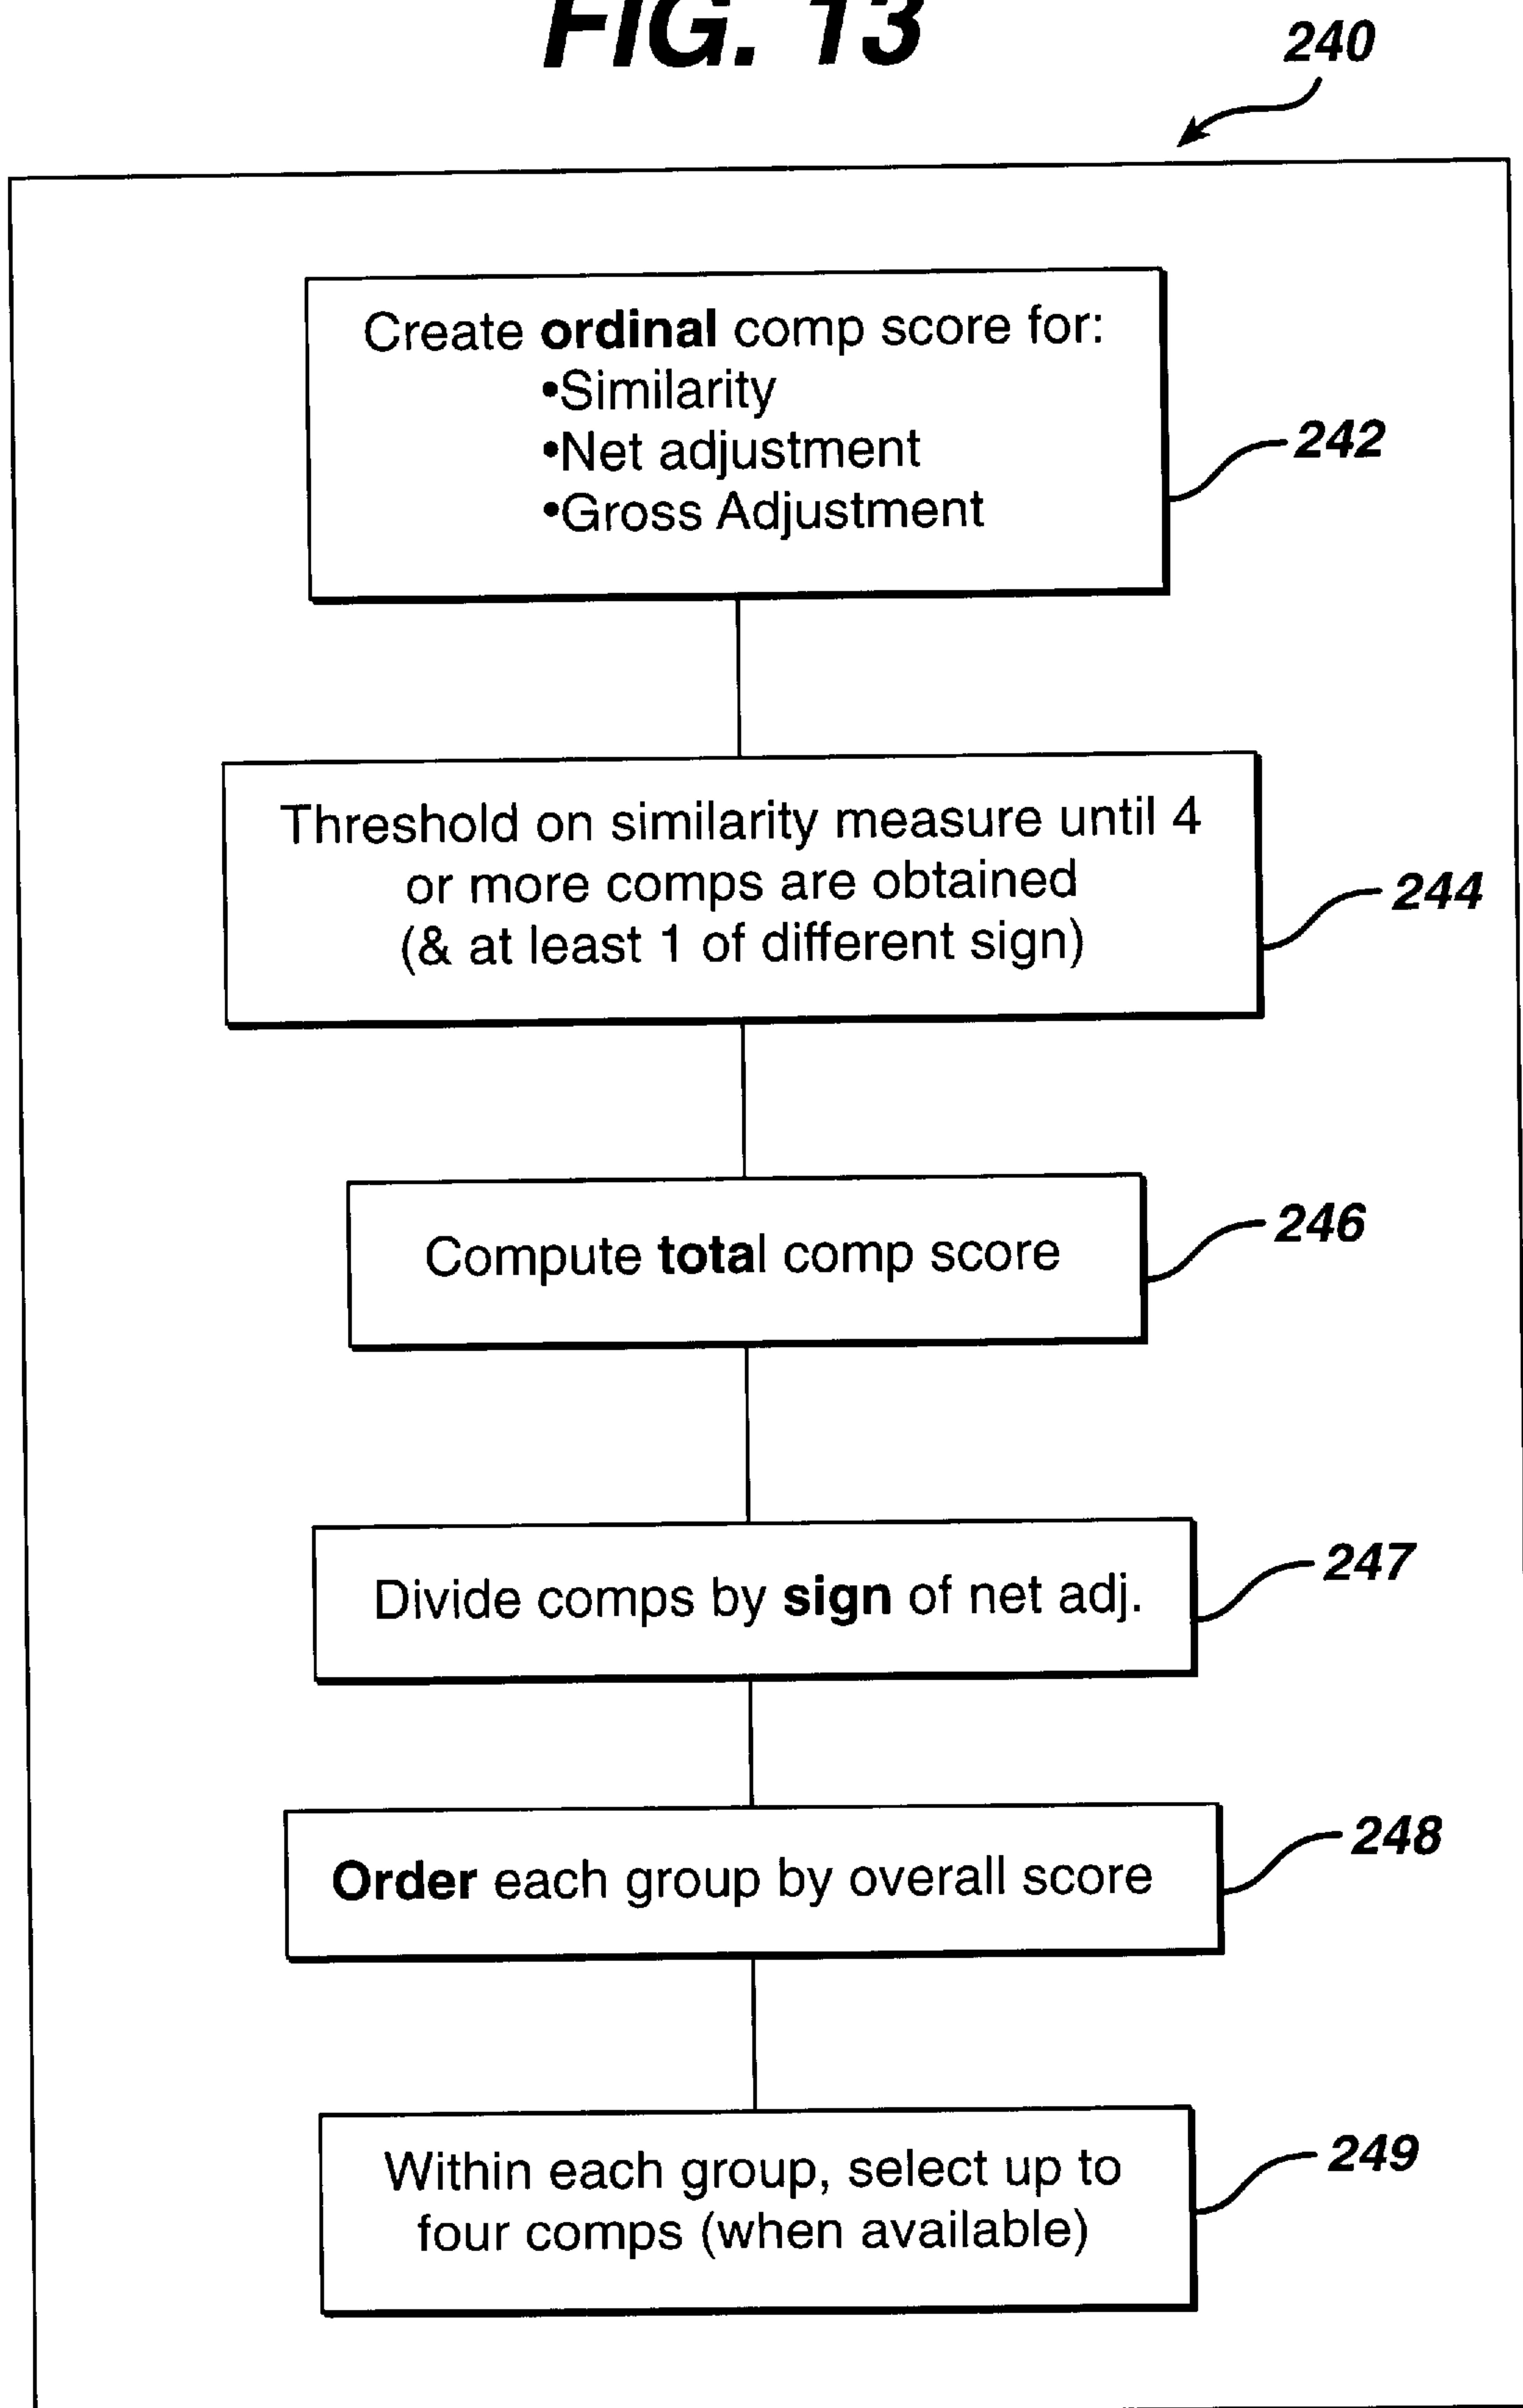 FIG. 13
240
Create ordinal comp score for:
•Similarity
•Net adjustment
•Gross Adjustment
242
Threshold on similarity measure until 4
or more comps are obtained
(& at least 1 of different sign)
244
Compute total comp score
246
Divide comps by sign of net adj.
247
Order each group by overall score
248
Within each group, select up to
four comps (when available)
249